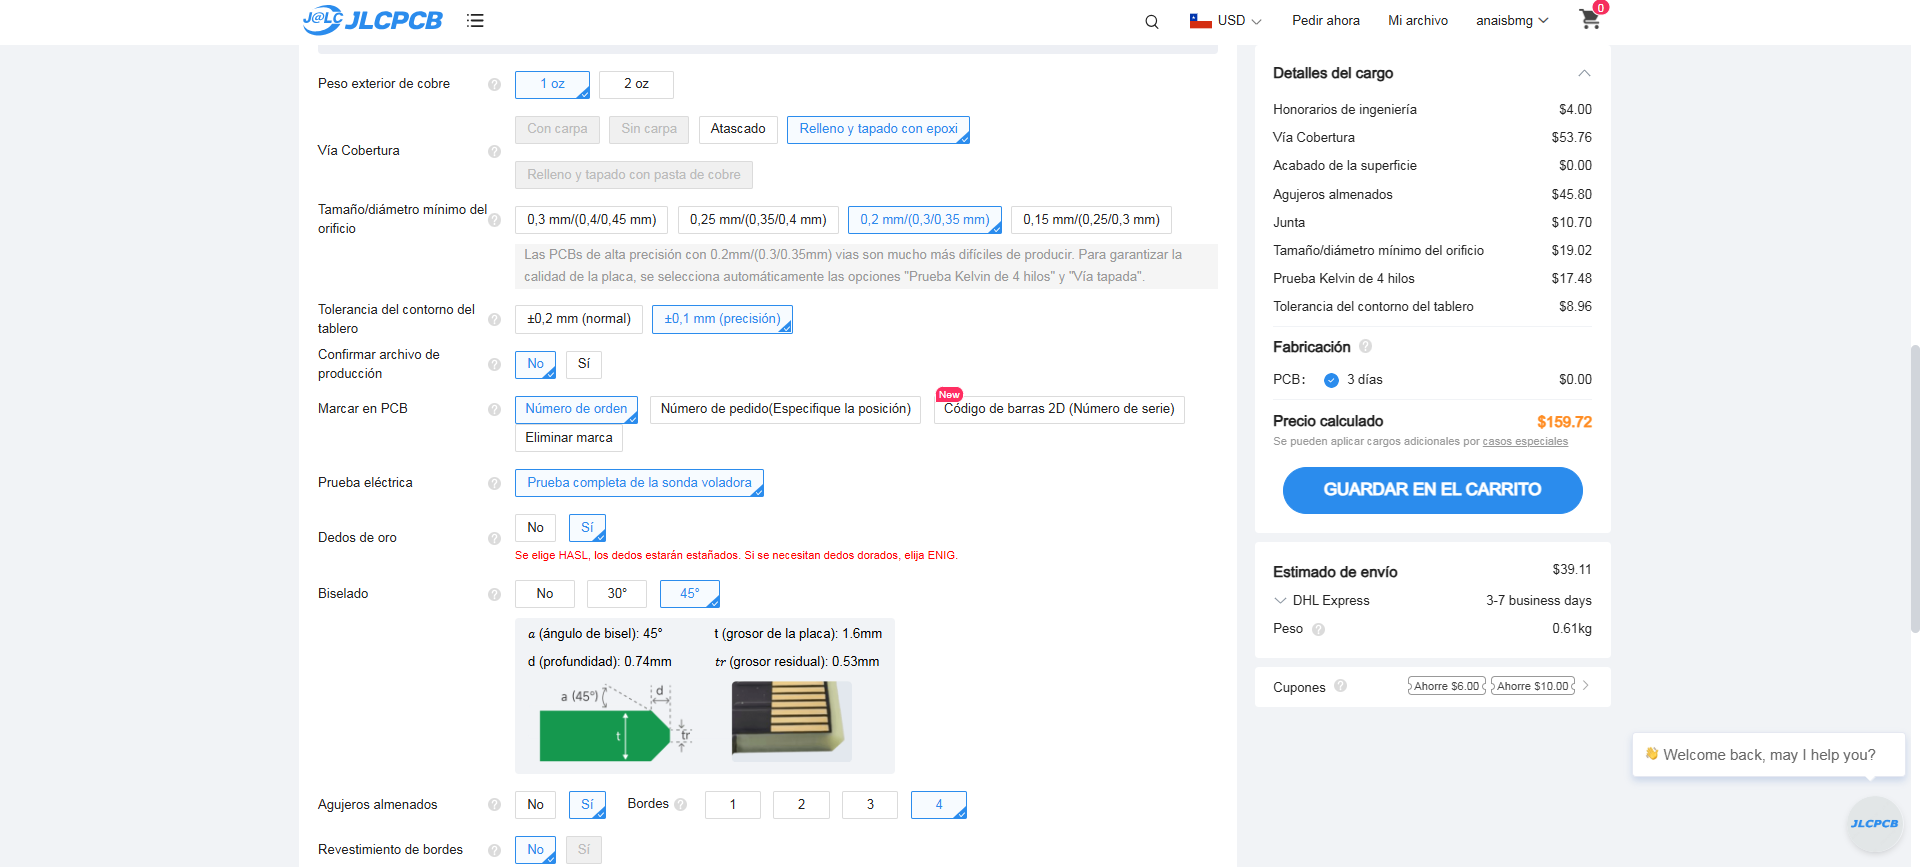 J@LC JLCPCB
USD
Pedir ahora
Mi archivo
anaisbmg
0
Peso exterior de cobre
1 oz
2 oz
Vía Cobertura
Con carpa
Sin carpa
Atascado
Relleno y tapado con epoxi
Relleno y tapado con pasta de cobre
Tamaño/diámetro mínimo del
orificio
0,3 mm/(0,4/0,45 mm)
0,25 mm/(0,35/0,4 mm)
0,2 mm/(0,3/0,35 mm)
0,15 mm/(0,25/0,3 mm)
Las PCBs de alta precisión con 0.2mm/(0.3/0.35mm) vias son mucho más difíciles de producir. Para garantizar la
calidad de la placa, se selecciona automáticamente las opciones "Prueba Kelvin de 4 hilos" y "Vía tapada".
Tolerancia del contorno del
tablero
±0,2 mm (normal)
±0,1 mm (precisión)
Confirmar archivo de
producción
No
Sí
Marcar en PCB
Número de orden
Número de pedido(Especifique la posición)
New
Código de barras 2D (Número de serie)
Eliminar marca
Prueba eléctrica
Prueba completa de la sonda voladora
Dedos de oro
No
Sí
Se elige HASL, los dedos estarán estañados. Si se necesitan dedos dorados, elija ENIG.
Biselado
No
30°
45°
a (ángulo de bisel): 45°
t (grosor de la placa): 1.6mm
d (profundidad): 0.74mm
tr (grosor residual): 0.53mm
a (45°)
d
t
tr
Agujeros almenados
No
Sí
Bordes
1
2
3
4
Revestimiento de bordes
No
Sí
Detalles del cargo
Honorarios de ingeniería $4.00
Vía Cobertura $53.76
Acabado de la superficie $0.00
Agujeros almenados $45.80
Junta $10.70
Tamaño/diámetro mínimo del orificio $19.02
Prueba Kelvin de 4 hilos $17.48
Tolerancia del contorno del tablero $8.96
Fabricación
PCB: 3 días $0.00
Precio calculado $159.72
Se pueden aplicar cargos adicionales por casos especiales
GUARDAR EN EL CARRITO
Estimado de envío $39.11
DHL Express 3-7 business days
Peso 0.61kg
Cupones Ahorre $6.00 Ahorre $10.00
👋 Welcome back, may I help you?
JLCPCB